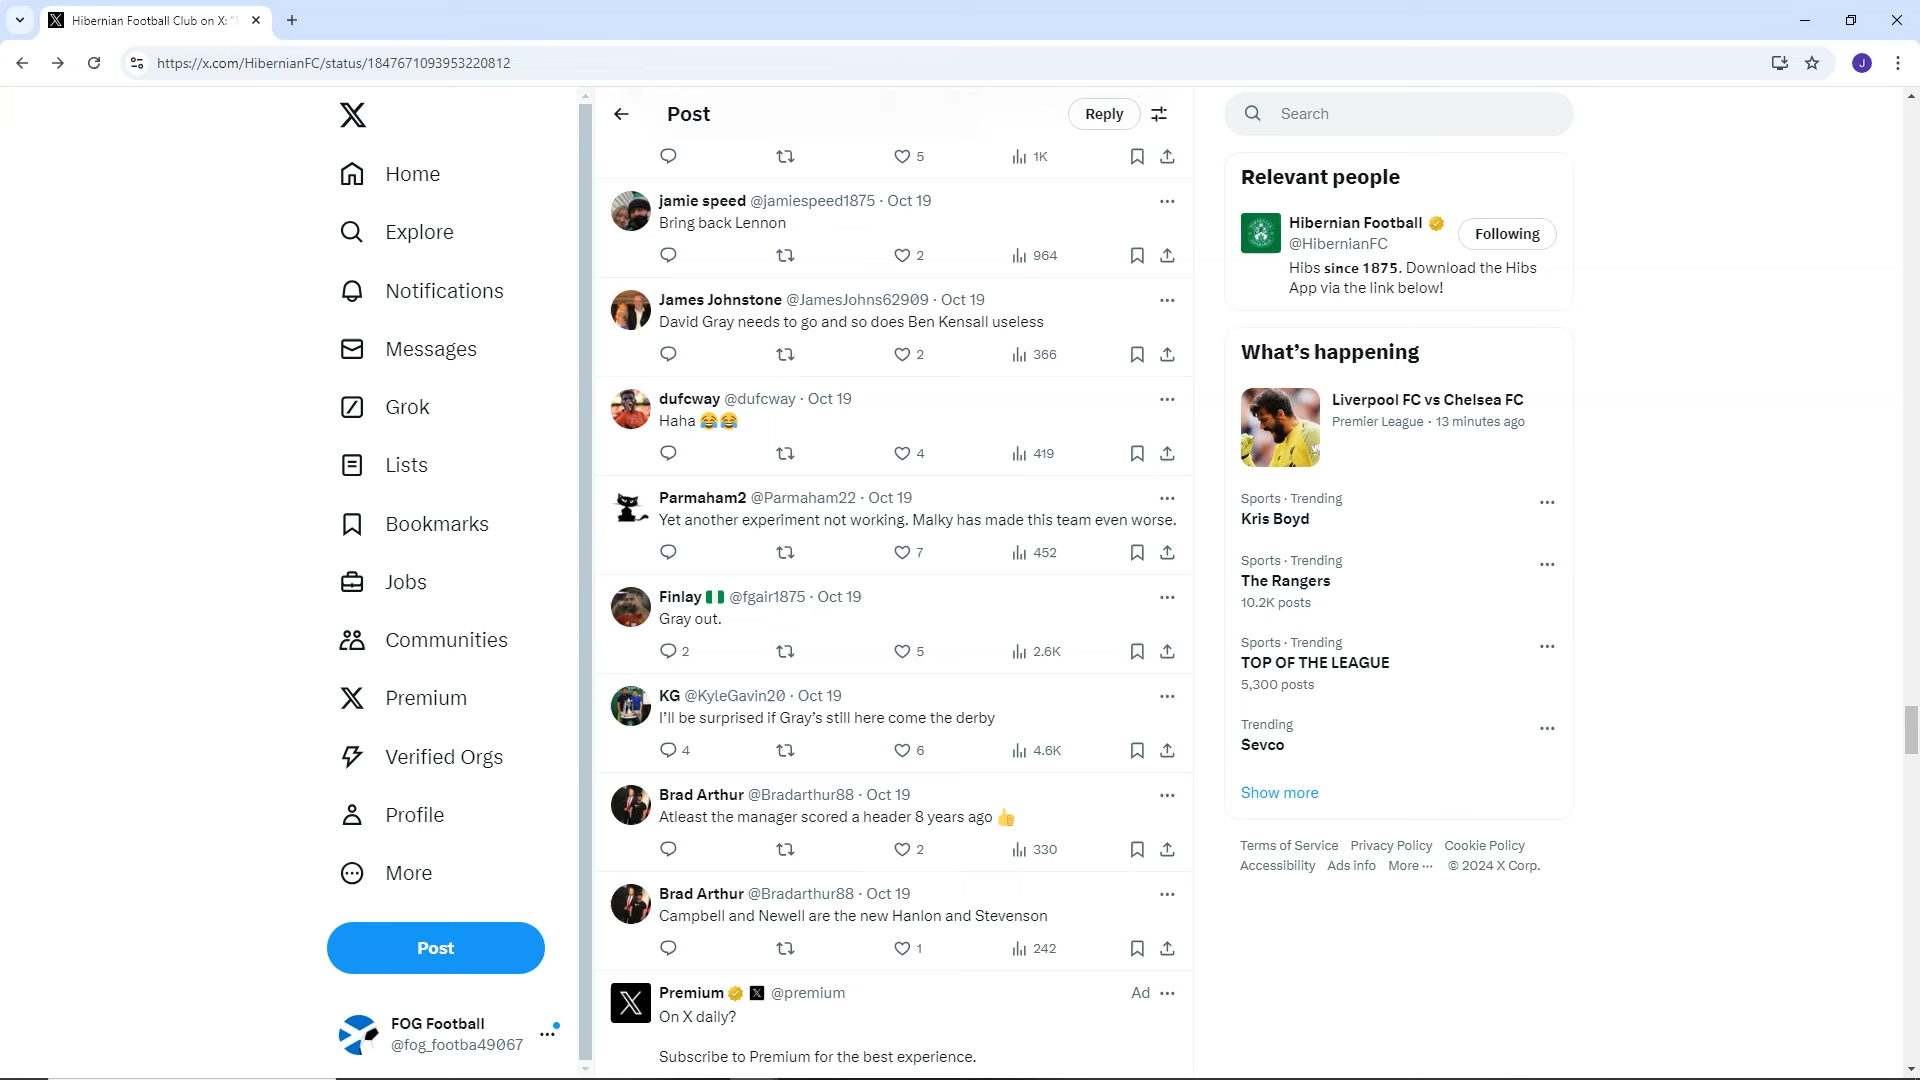 Hibernian Football Club on X: "
https://x.com/HibernianFC/status/1847671093953220812
J
Home
Explore
Notifications
Messages
Grok
Lists
Bookmarks
Jobs
Communities
Premium
Verified Orgs
Profile
More
Post
FOG Football
@fog_footba49067
Post
Reply
5 1K
jamie speed @jamiespeed1875 · Oct 19
Bring back Lennon
2 964
James Johnstone @JamesJohns62909 · Oct 19
David Gray needs to go and so does Ben Kensall useless
2 366
dufcway @dufcway · Oct 19
Haha 😂😂
4 419
Parmaham2 @Parmaham22 · Oct 19
Yet another experiment not working. Malky has made this team even worse.
7 452
Finlay 🇳🇬 @fgair1875 · Oct 19
Gray out.
2 5 2.6K
KG @KyleGavin20 · Oct 19
I’ll be surprised if Gray’s still here come the derby
4 6 4.6K
Brad Arthur @Bradarthur88 · Oct 19
Atleast the manager scored a header 8 years ago 👍
2 330
Brad Arthur @Bradarthur88 · Oct 19
Campbell and Newell are the new Hanlon and Stevenson
1 242
Premium @premium Ad
On X daily?
Subscribe to Premium for the best experience.
Search
Relevant people
Hibernian Football
@HibernianFC
Following
Hibs since 1875. Download the Hibs
App via the link below!
What’s happening
Liverpool FC vs Chelsea FC
Premier League · 13 minutes ago
Sports · Trending
Kris Boyd
Sports · Trending
The Rangers
10.2K posts
Sports · Trending
TOP OF THE LEAGUE
5,300 posts
Trending
Sevco
Show more
Terms of Service Privacy Policy Cookie Policy
Accessibility Ads info More ··· © 2024 X Corp.